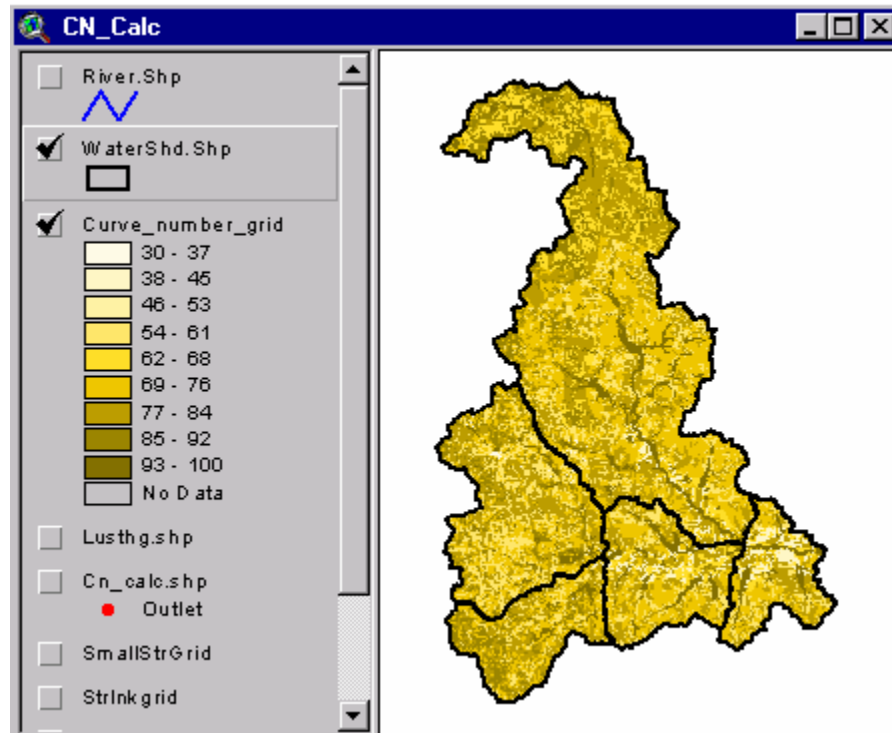 CN_Calc
River.Shp
WaterShd.Shp
Curve_number_grid
30 - 37
38 - 45
46 - 53
54 - 61
62 - 68
69 - 76
77 - 84
85 - 92
93 - 100
No Data
Lusthg.shp
Cn_calc.shp
Outlet
SmallStrGrid
Strlnkgrid